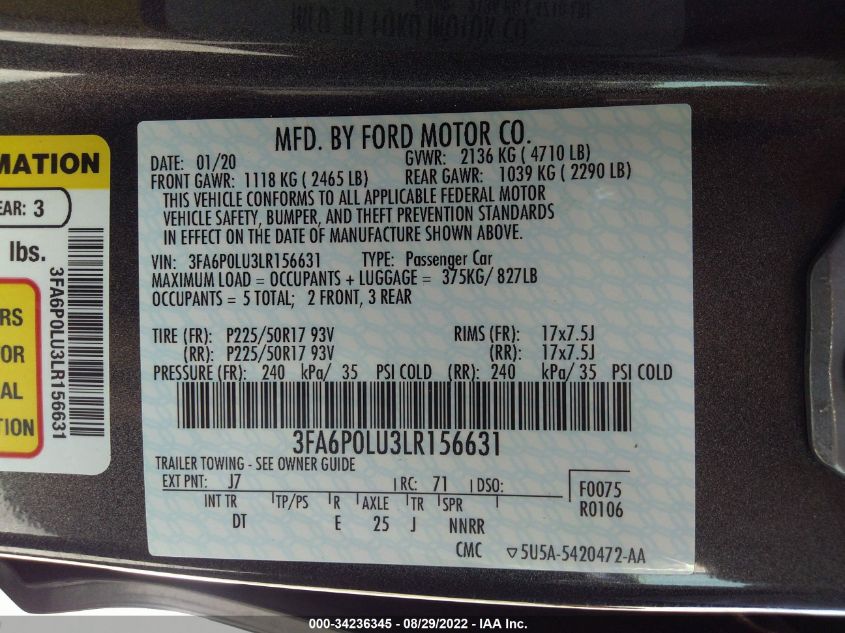 MFD. BY FORD MOTOR CO.
DATE: 01/20 GVWR: 2136 KG ( 4710 LB)
FRONT GAWR: 1118 KG ( 2465 LB) REAR GAWR: 1039 KG ( 2290 LB)
THIS VEHICLE CONFORMS TO ALL APPLICABLE FEDERAL MOTOR
VEHICLE SAFETY, BUMPER, AND THEFT PREVENTION STANDARDS
IN EFFECT ON THE DATE OF MANUFACTURE SHOWN ABOVE.
VIN: 3FA6P0LU3LR156631 TYPE: Passenger Car
MAXIMUM LOAD = OCCUPANTS + LUGGAGE = 375KG/ 827LB
OCCUPANTS = 5 TOTAL; 2 FRONT, 3 REAR
TIRE (FR): P225/50R17 93V RIMS (FR): 17x7.5J
(RR): P225/50R17 93V (RR): 17x7.5J
PRESSURE (FR): 240 kPa/ 35 PSI COLD (RR): 240 kPa/ 35 PSI COLD
3FA6P0LU3LR156631
TRAILER TOWING - SEE OWNER GUIDE
EXT PNT: J7 RC: 71 DSO:
INT TR TP/PS R AXLE TR SPR
DT E 25 J NNRR
F0075
R0106
CMC ▽5U5A-5420472-AA
MATION
EAR: 3
lbs.
3FA6P0LU3LR156631
RS
OR
AL
TION
000-34236345 - 08/29/2022 - IAA Inc.